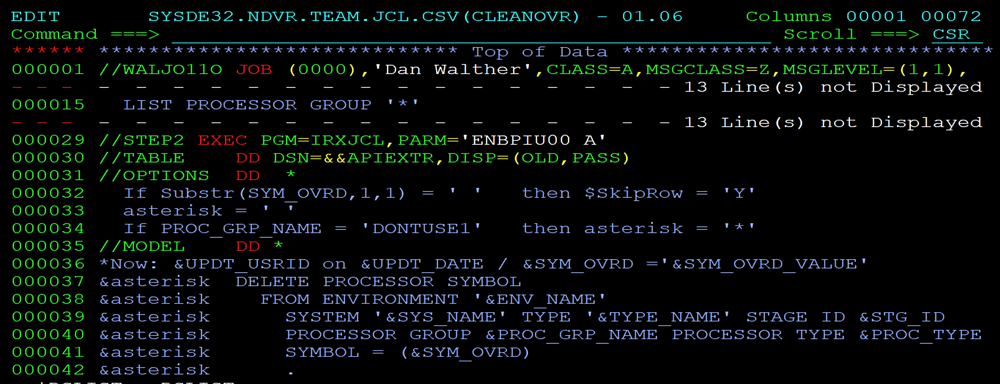 EDIT       SYSDE32.NDVR.TEAM.JCL.CSV(CLEANOVR) - 01.06     Columns 00001 00072
Command ===>                                                  Scroll ===> CSR
****** ***************************** Top of Data ******************************
000001 //WALJO11O JOB (0000),'Dan Walther',CLASS=A,MSGCLASS=Z,MSGLEVEL=(1,1),
- - -  -  -  -  -  -  -  -  -  -  -  -  -  -  -  -  - 13 Line(s) not Displayed
000015   LIST PROCESSOR GROUP '*'
- - -  -  -  -  -  -  -  -  -  -  -  -  -  -  -  -  - 13 Line(s) not Displayed
000029 //STEP2 EXEC PGM=IRXJCL,PARM='ENBPIU00 A'
000030 //TABLE    DD DSN=&&APIEXTR,DISP=(OLD,PASS)
000031 //OPTIONS  DD  *
000032   If Substr(SYM_OVRD,1,1) = ' '   then $SkipRow = 'Y'
000033   asterisk = ' '
000034   If PROC_GRP_NAME = 'DONTUSE1'   then asterisk = '*'
000035 //MODEL    DD *
000036 *Now: &UPDT_USRID on &UPDT_DATE / &SYM_OVRD ='&SYM_OVRD_VALUE'
000037 &asterisk  DELETE PROCESSOR SYMBOL
000038 &asterisk    FROM ENVIRONMENT '&ENV_NAME'
000039 &asterisk      SYSTEM '&SYS_NAME' TYPE '&TYPE_NAME' STAGE ID &STG_ID
000040 &asterisk      PROCESSOR GROUP &PROC_GRP_NAME PROCESSOR TYPE &PROC_TYPE
000041 &asterisk      SYMBOL = (&SYM_OVRD)
000042 &asterisk      .